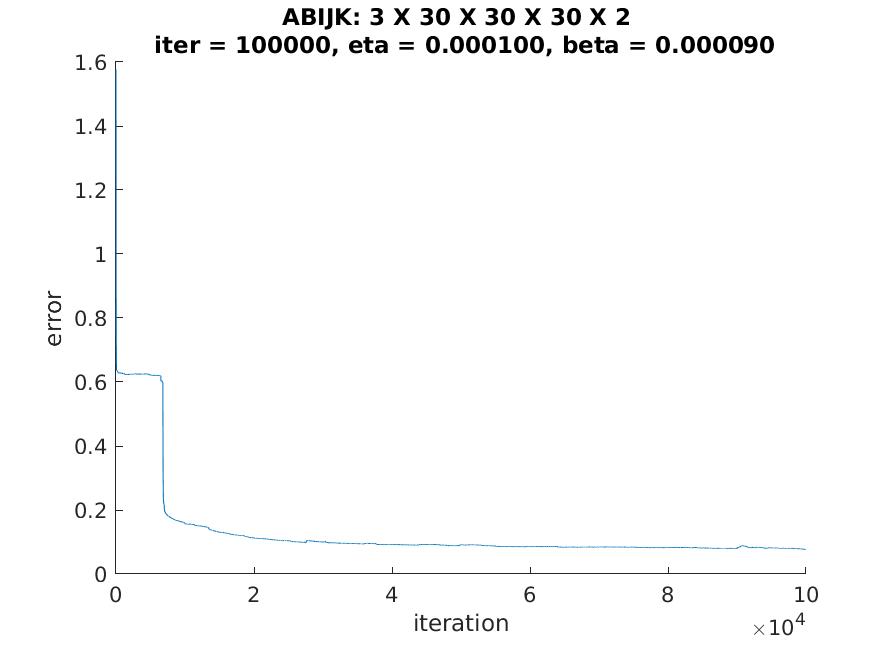 ABIJK: 3 X 30 X 30 X 30 X 2
iter = 100000, eta = 0.000100, beta = 0.000090
1.6
1.4
1.2
1
0.8
0.6
0.4
0.2
0
error
0 2 4 6 8 10
iteration
×10^4